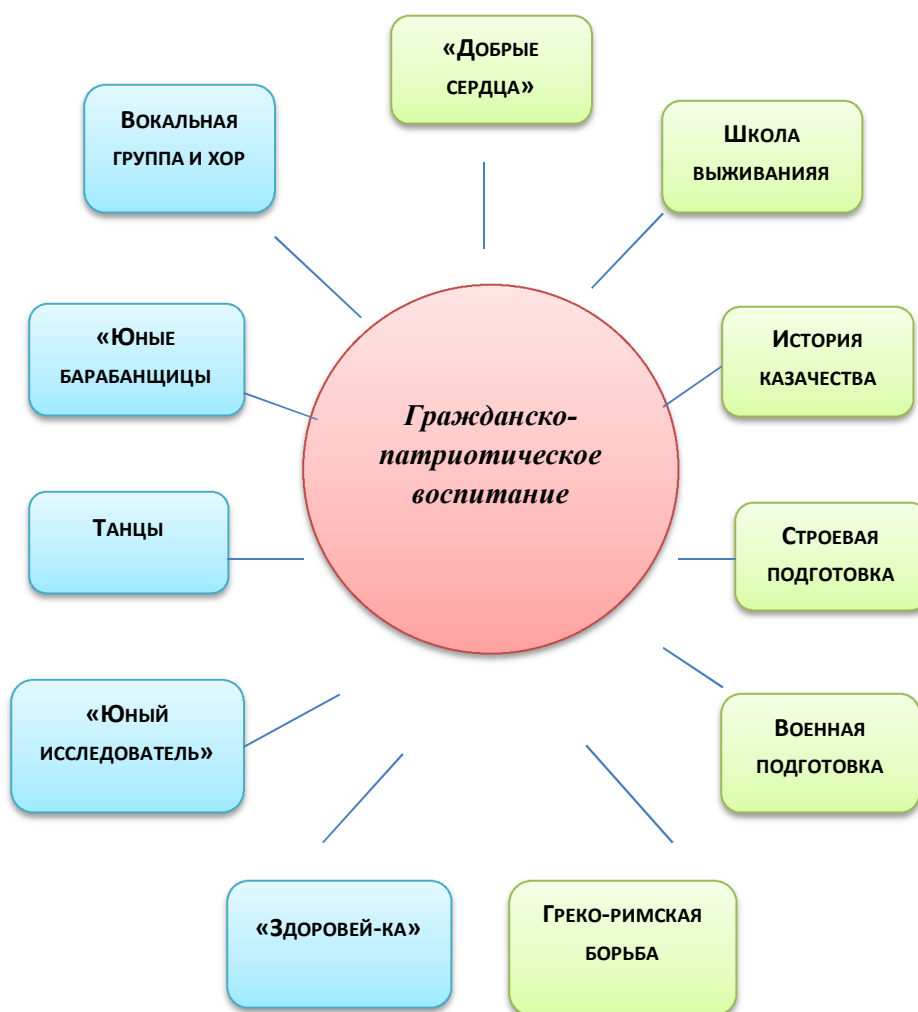 «Добрые
сердца»
Вокальная
группа и хор
Школа
выживанияя
«Юные
барабанщицы
История
казачества
Гражданско-
патриотическое
воспитание
Танцы
Строевая
подготовка
«Юный
исследователь»
Военная
подготовка
«Здоровей-ка»
Греко-римская
борьба